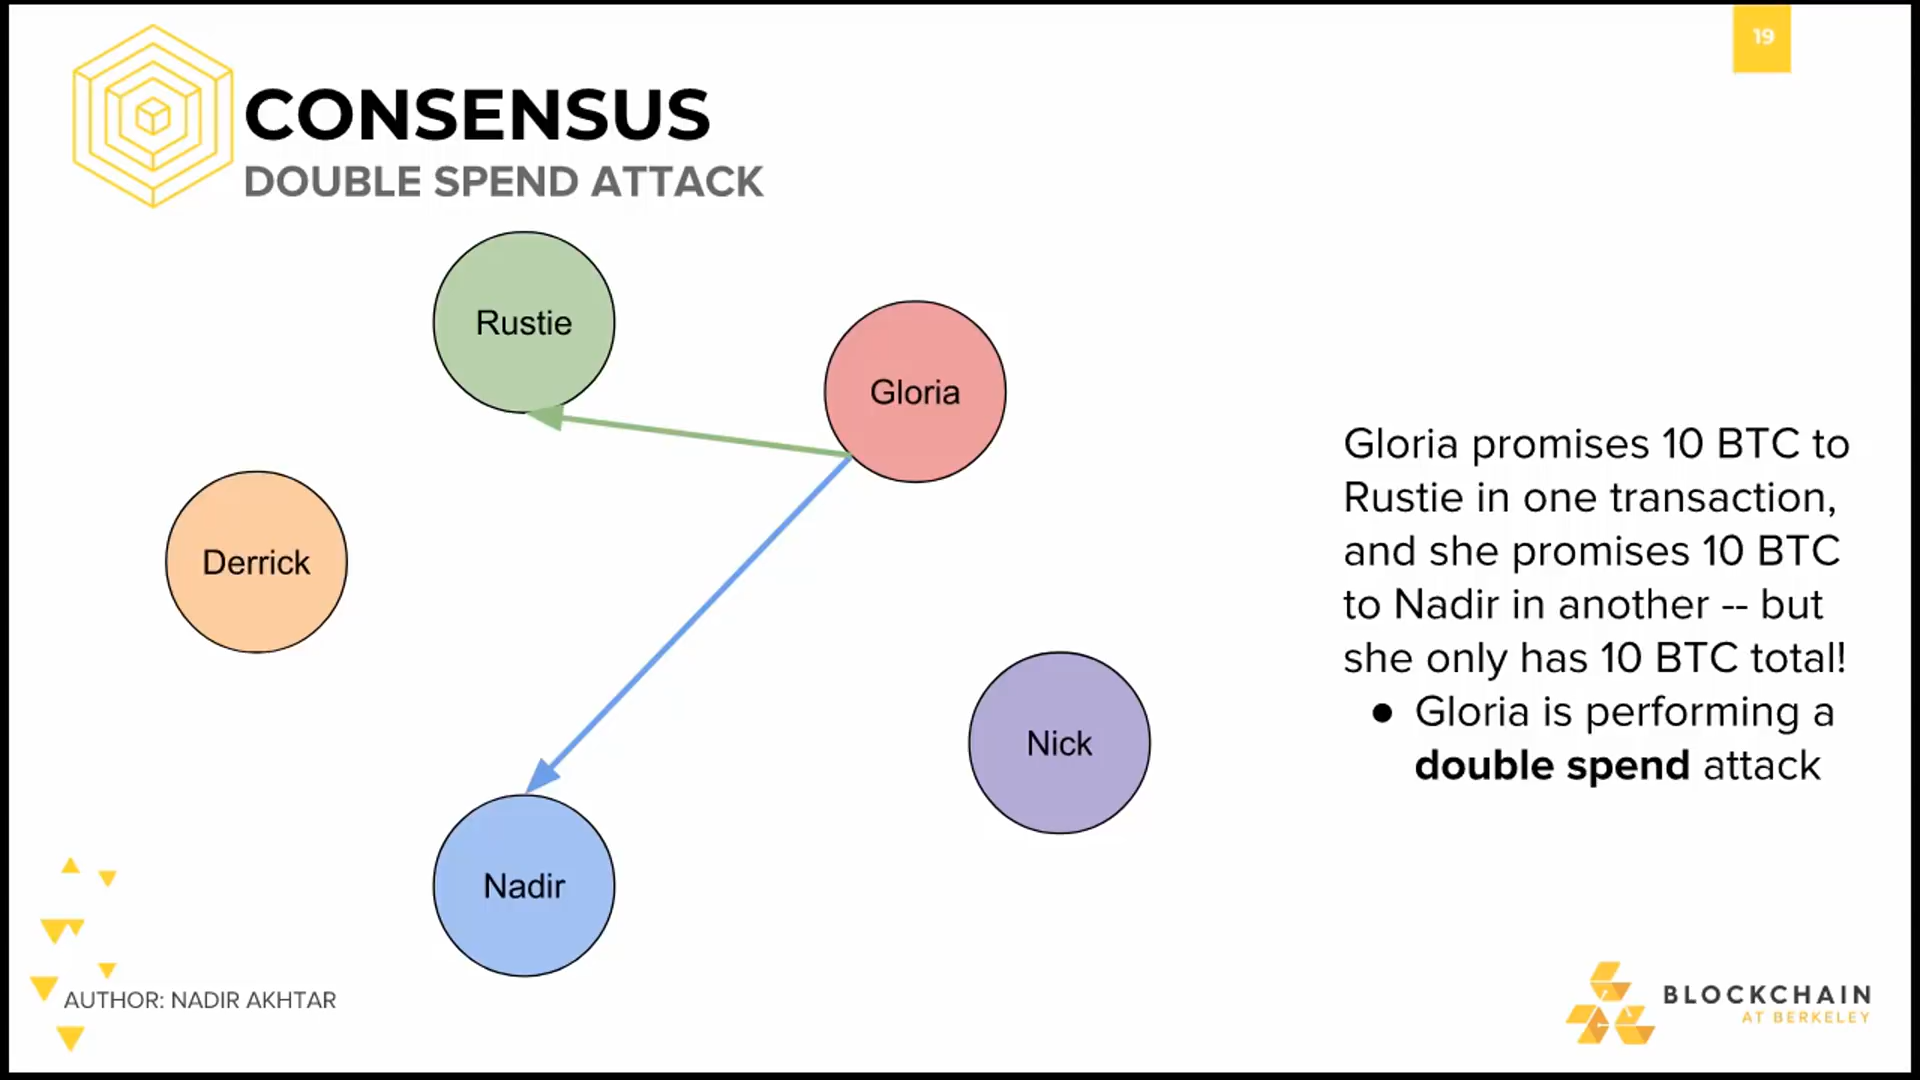 19
CONSENSUS
DOUBLE SPEND ATTACK
Rustie
Gloria
Derrick
Nick
Nadir
Gloria promises 10 BTC to
Rustie in one transaction,
and she promises 10 BTC
to Nadir in another -- but
she only has 10 BTC total!
● Gloria is performing a
double spend attack
AUTHOR: NADIR AKHTAR
BLOCKCHAIN
AT BERKELEY